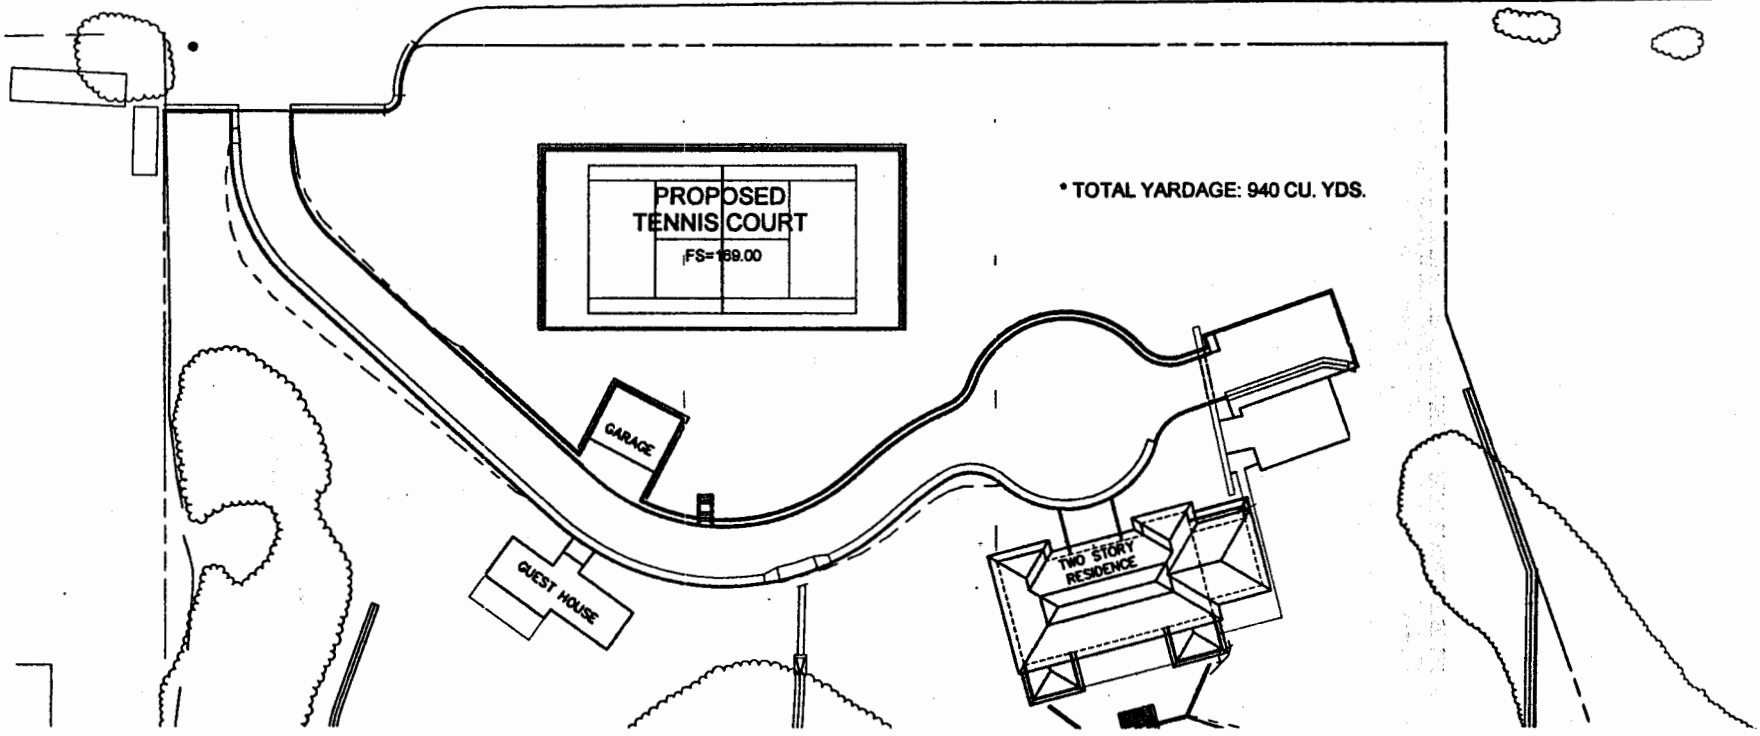 PROPOSED
TENNIS COURT
FS=169.00
* TOTAL YARDAGE: 940 CU. YDS.
GARAGE
GUEST HOUSE
TWO STORY
RESIDENCE